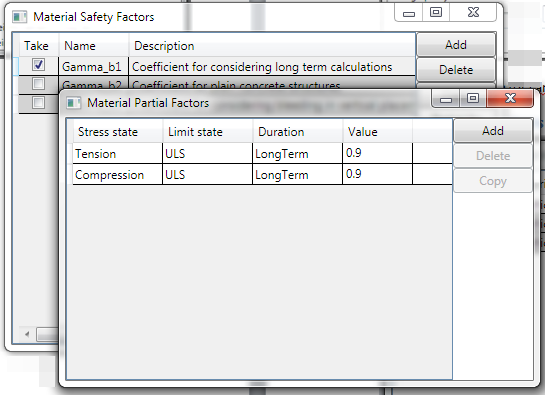 Material Safety Factors
Take Name Description Add
Gamma_b1 Coefficient for considering long term calculations Delete
Gamma_b2 Coefficient for plain concrete structures
Material Partial Factors
Stress state Limit state Duration Value Add
Tension ULS LongTerm 0.9 Delete
Compression ULS LongTerm 0.9 Copy